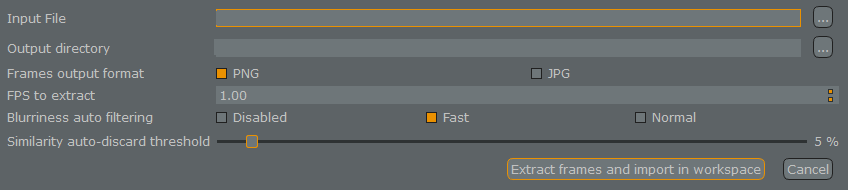 Input File ...
Output directory ...
Frames output format PNG JPG
FPS to extract 1.00
Blurriness auto filtering Disabled Fast Normal
Similarity auto-discard threshold 5 %
Extract frames and import in workspace Cancel